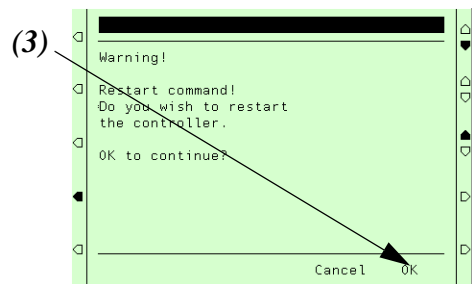 (3)
Warning!
Restart command!
Do you wish to restart
the controller.
OK to continue?
Cancel OK